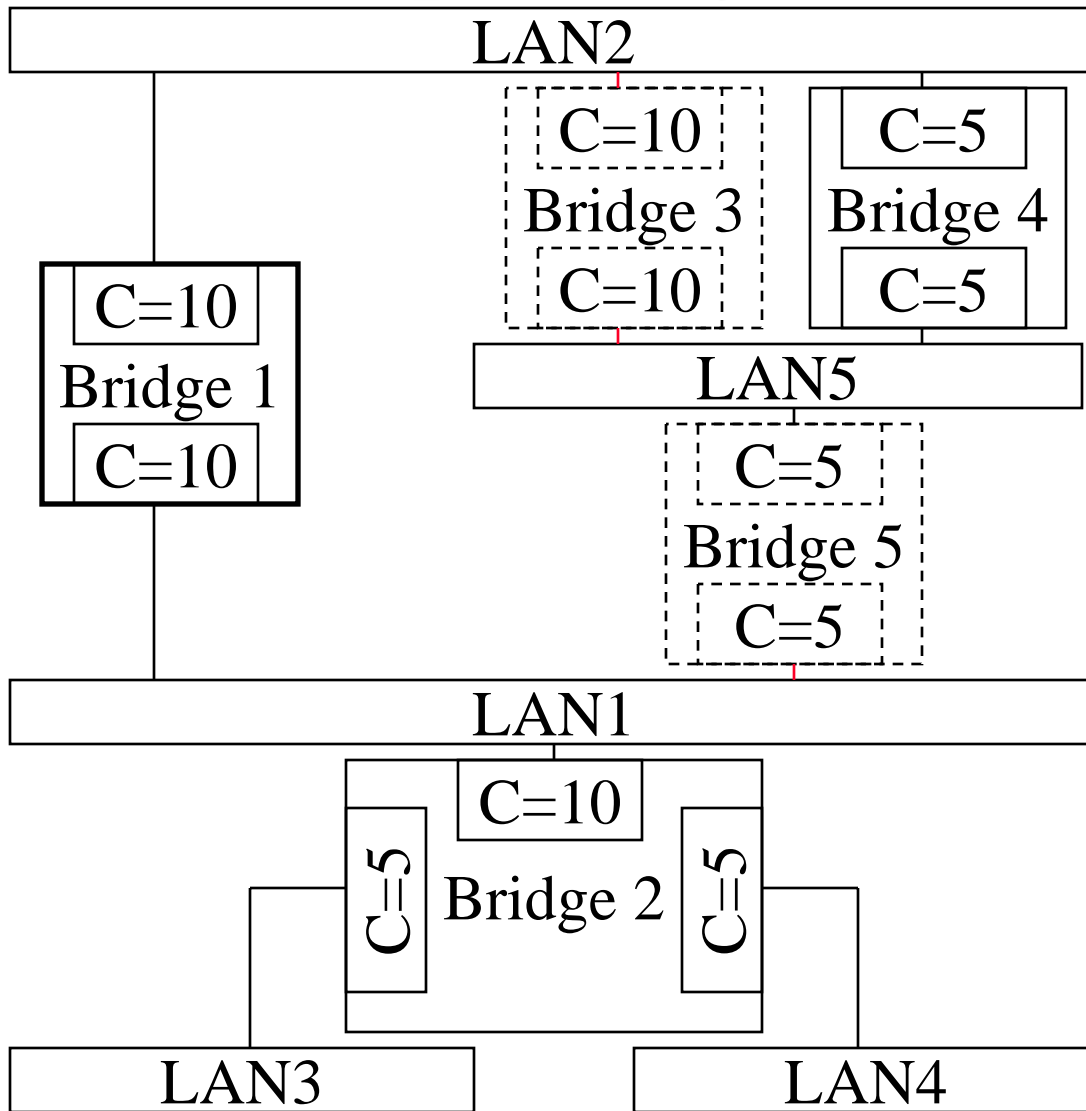 LAN2
C=10
C=5
Bridge 3
Bridge 4
C=10
C=5
C=10
Bridge 1
C=10
LAN5
C=5
Bridge 5
C=5
LAN1
C=10
C=5
Bridge 2
C=5
LAN3
LAN4